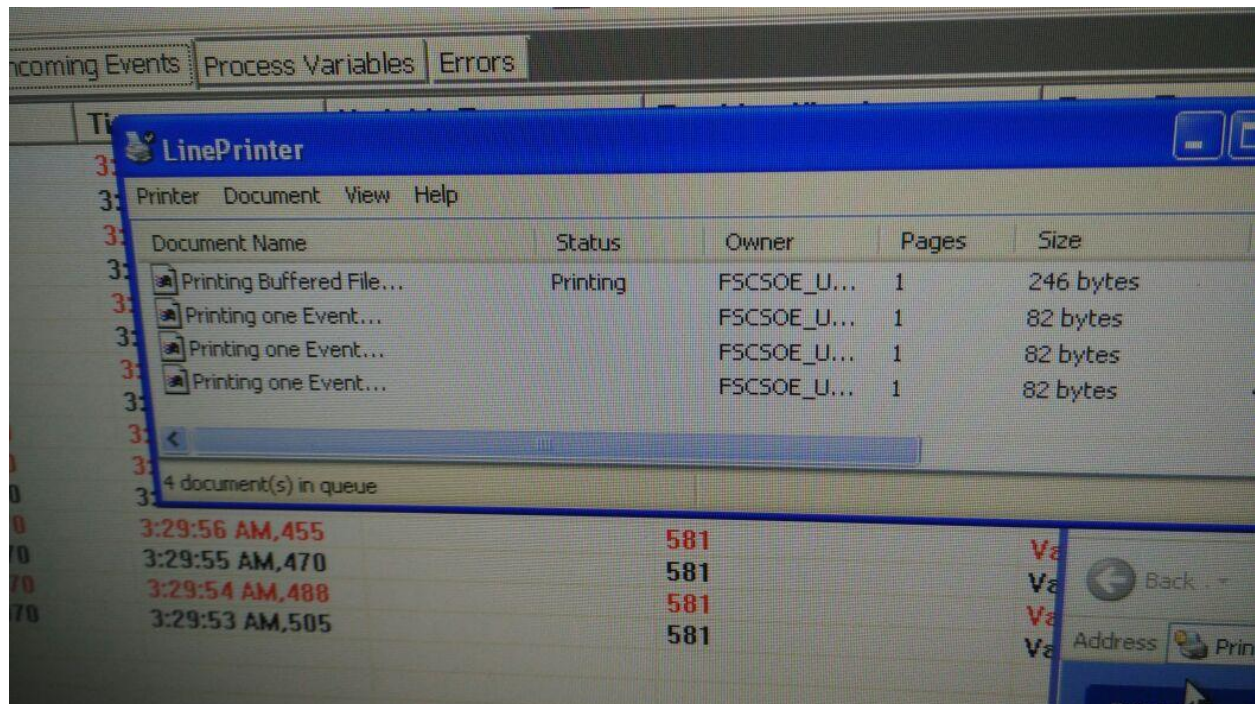 Events Process Variables Errors
LinePrinter
Printer Document View Help
Document Name Status Owner Pages Size
Printing Buffered File... Printing FSCSOE_U... 1 246 bytes
Printing one Event... FSCSOE_U... 1 82 bytes
Printing one Event... FSCSOE_U... 1 82 bytes
Printing one Event... FSCSOE_U... 1 82 bytes
4 document(s) in queue
3:29:56 AM,455 581
3:29:55 AM,470 581
3:29:54 AM,488 581
3:29:53 AM,505 581
Back
Address